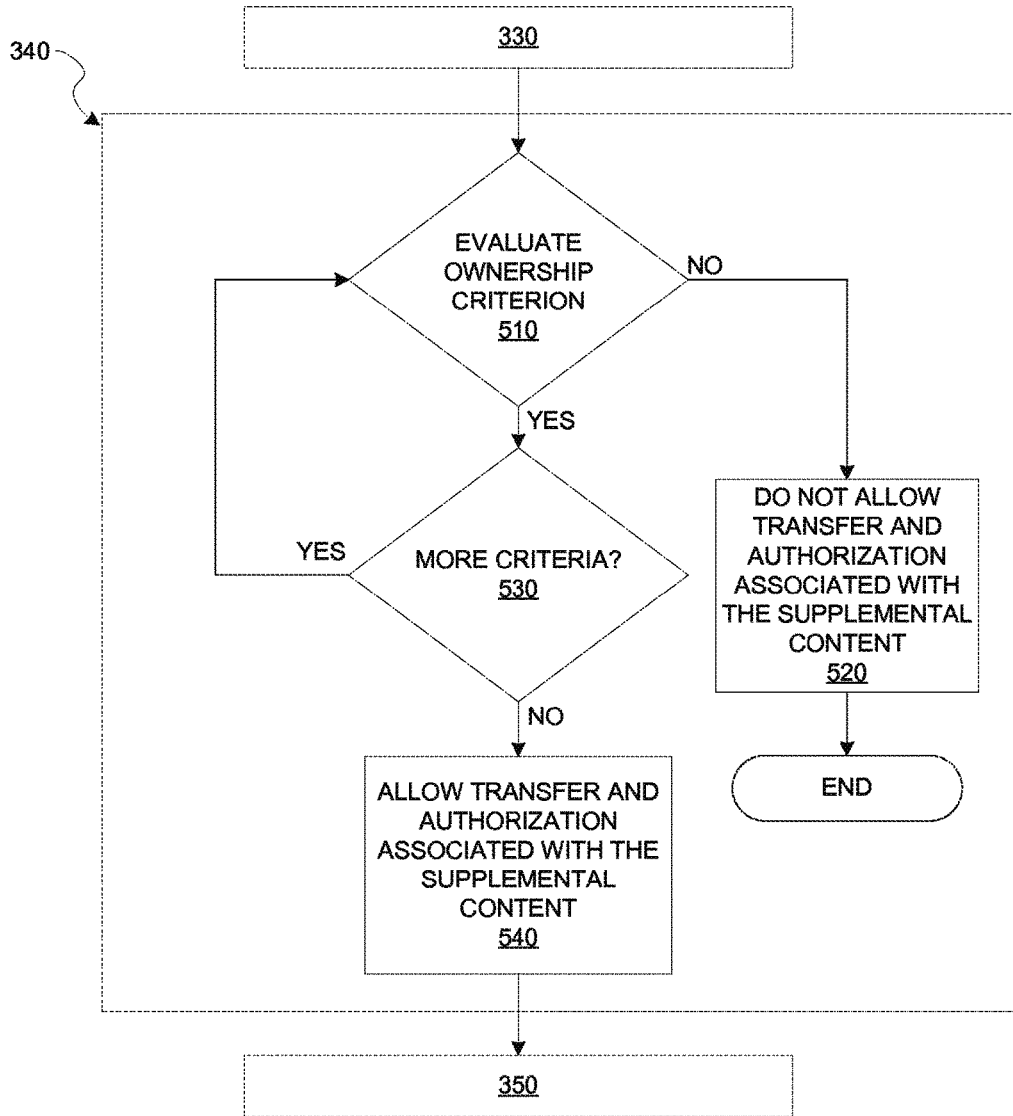 330
340
EVALUATE
OWNERSHIP
CRITERION
510
NO
YES
MORE CRITERIA?
530
YES
NO
DO NOT ALLOW
TRANSFER AND
AUTHORIZATION
ASSOCIATED WITH
THE SUPPLEMENTAL
CONTENT
520
END
ALLOW TRANSFER AND
AUTHORIZATION
ASSOCIATED WITH THE
SUPPLEMENTAL
CONTENT
540
350